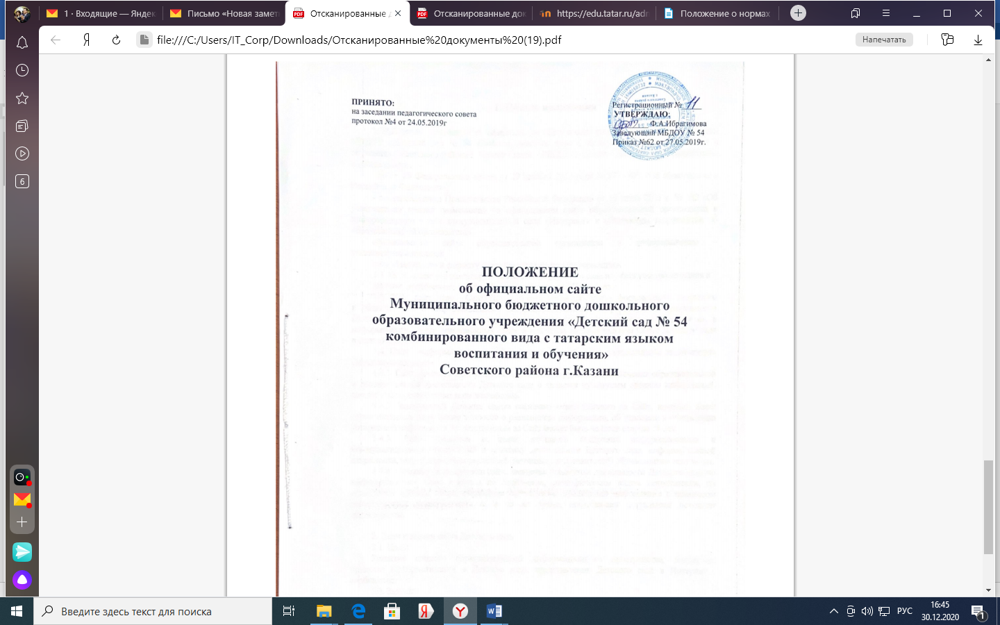 1 · Входящие — Яндек
Письмо «Новая замет
Отсканированные д
Отсканированные док
https://edu.tatar.ru/adr
Положение о нормах
file:///C:/Users/IT_Corp/Downloads/Отсканированные%20документы%20(19).pdf
Напечатать
6
ПРИНЯТО:
на заседании педагогического совета
протокол №4 от 24.05.2019г
Регистрационный № 11
УТВЕРЖДАЮ:
Ф.А.Ибрагимова
Заведующий МБДОУ № 54
Приказ №62 от 27.05.2019г.
ПОЛОЖЕНИЕ
об официальном сайте
Муниципального бюджетного дошкольного
образовательного учреждения «Детский сад № 54
комбинированного вида с татарским языком
воспитания и обучения»
Советского района г.Казани
Введите здесь текст для поиска
РУС
16:45
30.12.2020
1